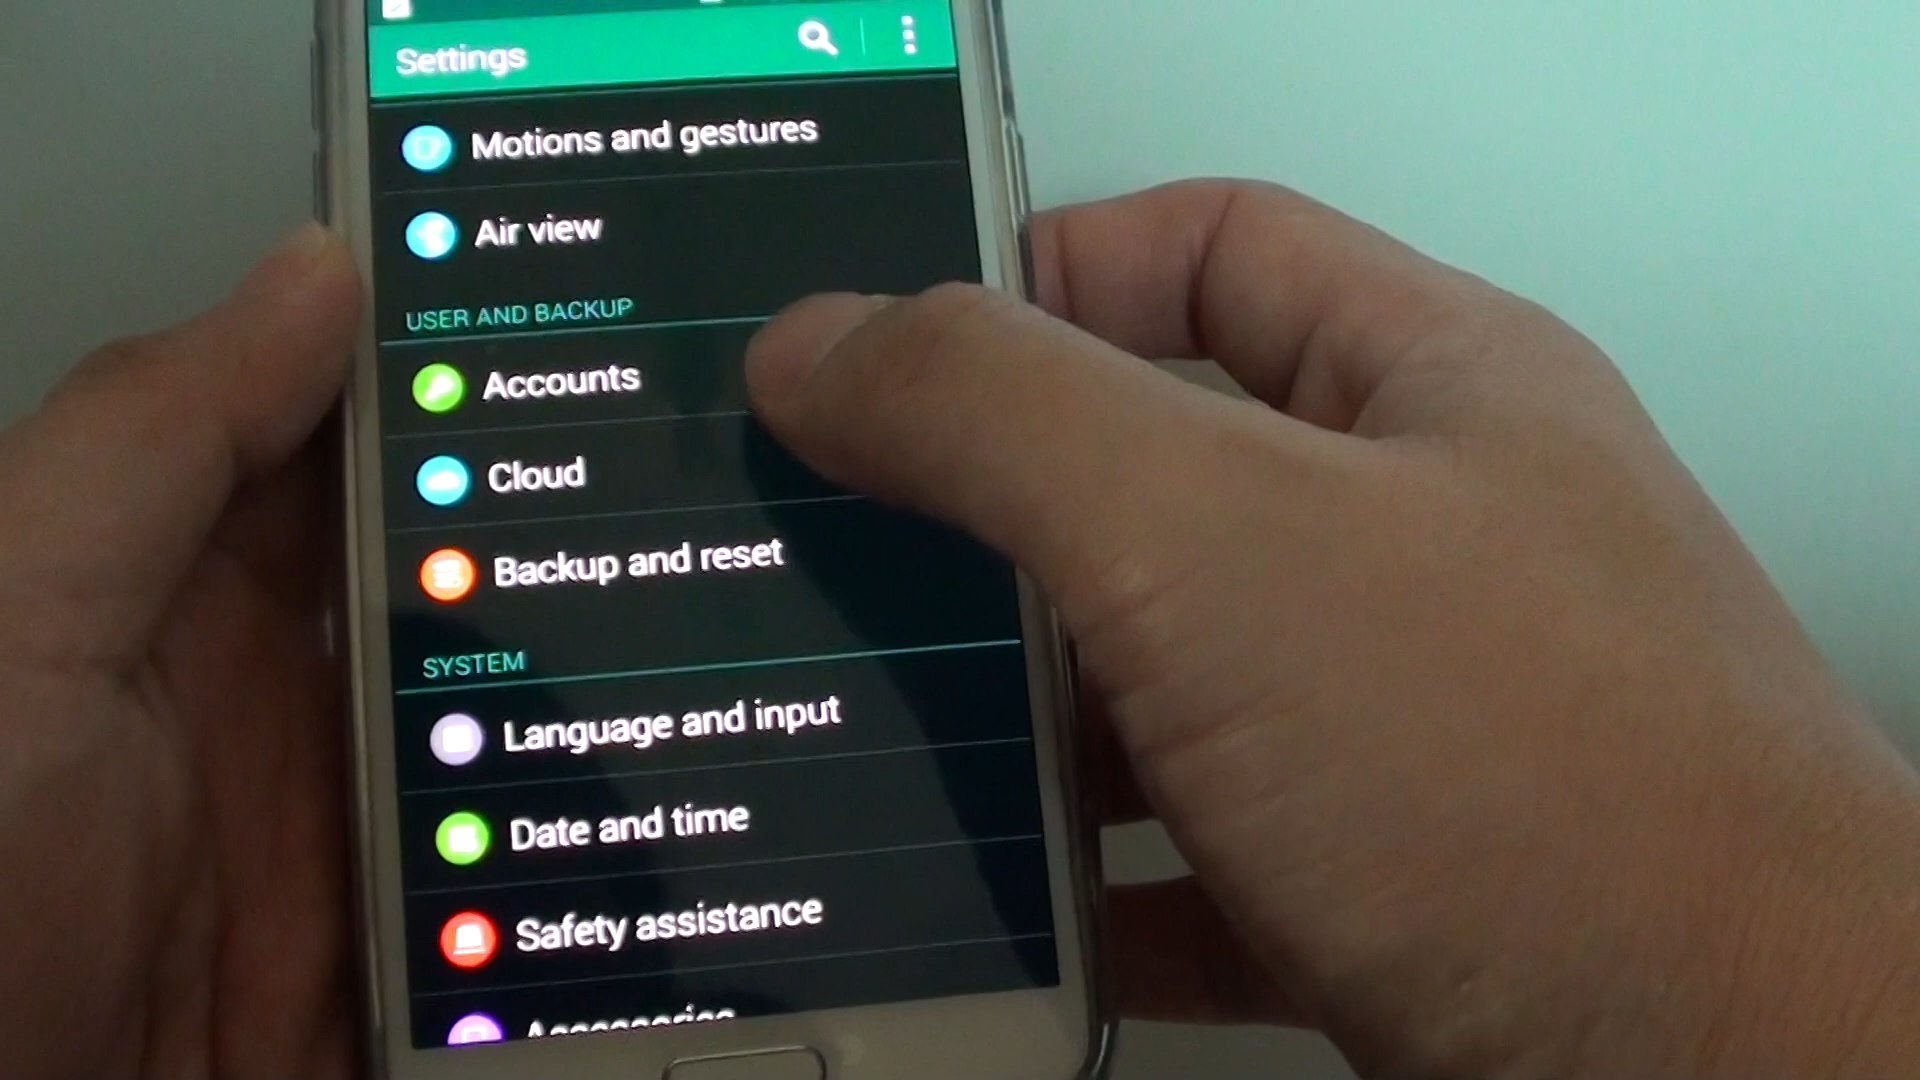 Settings
Motions and gestures
Air view
USER AND BACKUP
Accounts
Cloud
Backup and reset
SYSTEM
Language and input
Date and time
Safety assistance
Accessories